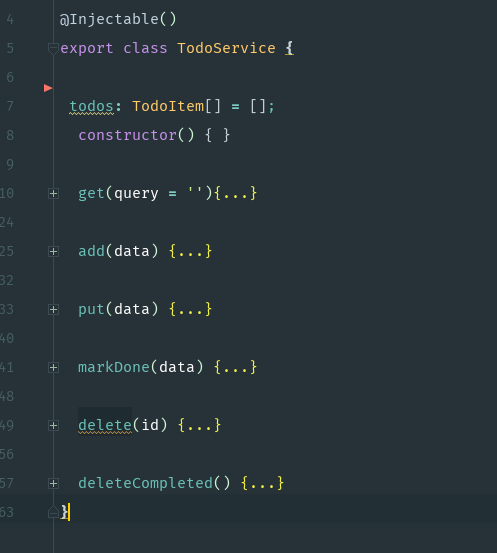 4 @Injectable()
5 export class TodoService {
6
7 todos: TodoItem[] = [];
8 constructor() { }
9
10 get(query = ''){...}
24
25 add(data) {...}
32
33 put(data) {...}
40
41 markDone(data) {...}
48
49 delete(id) {...}
56
57 deleteCompleted() {...}
63 }